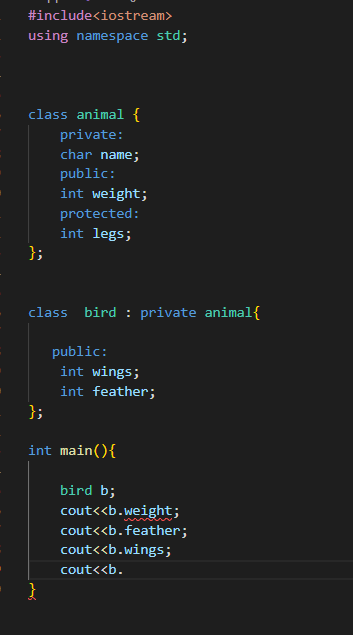 #include<iostream>
using namespace std;
class animal {
private:
char name;
public:
int weight;
protected:
int legs;
};
class  bird : private animal{
public:
int wings;
int feather;
};
int main(){
bird b;
cout<<b.weight;
cout<<b.feather;
cout<<b.wings;
cout<<b.
}